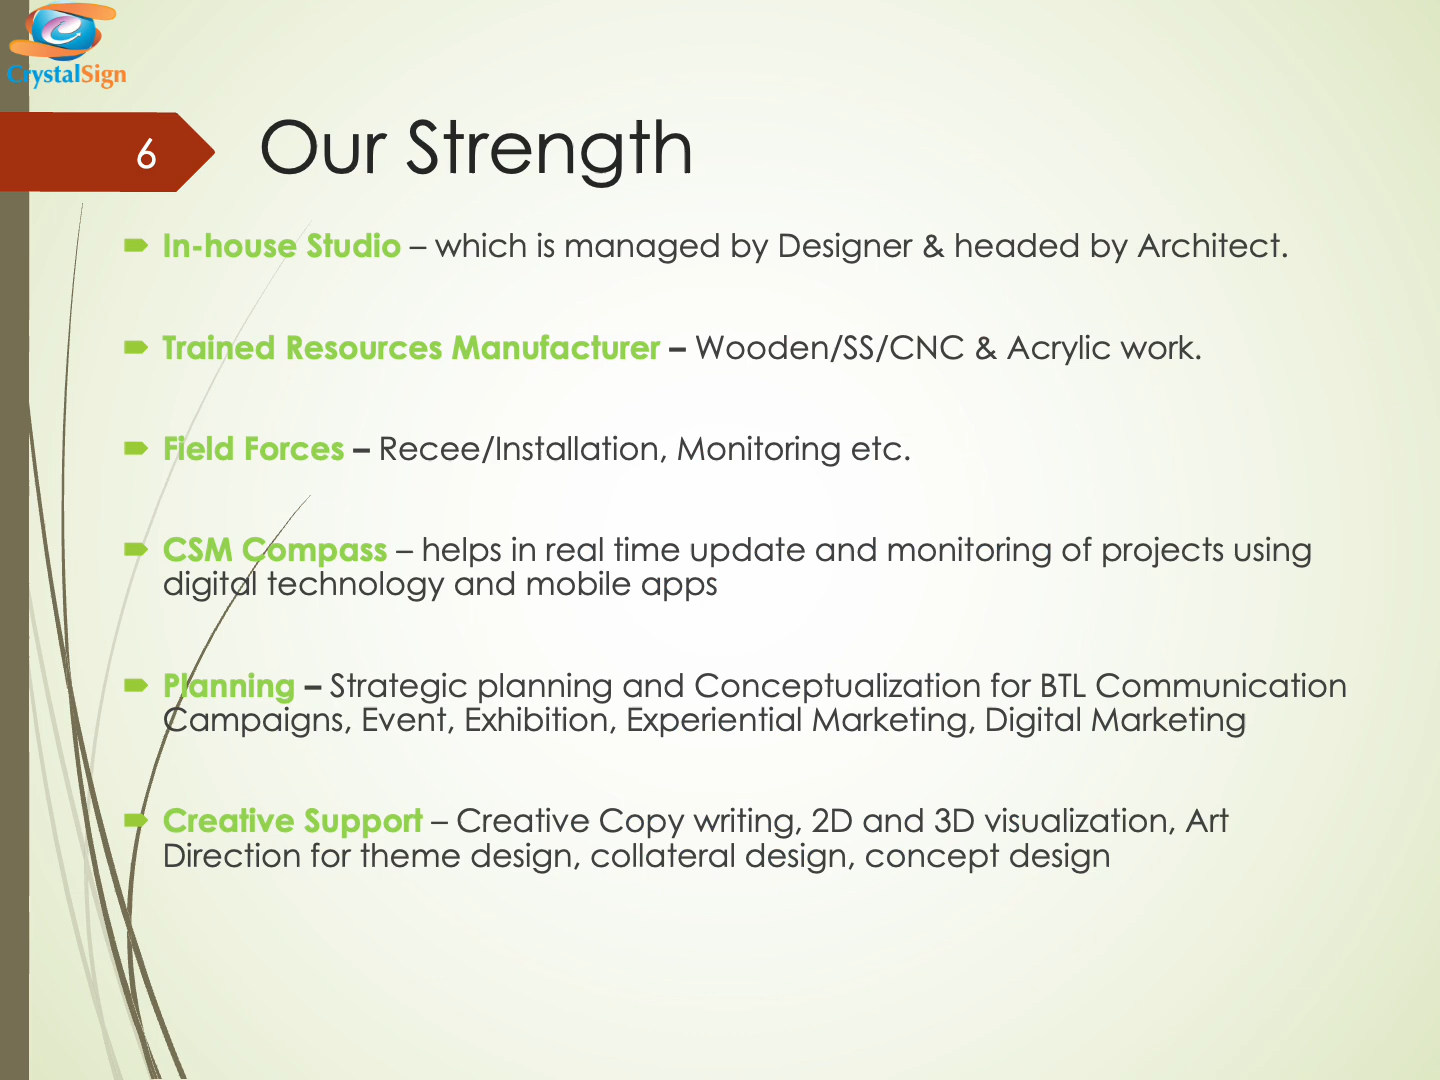 CrystalSign
6
Our Strength
In-house Studio – which is managed by Designer & headed by Architect.
Trained Resources Manufacturer – Wooden/SS/CNC & Acrylic work.
Field Forces – Recee/Installation, Monitoring etc.
CSM Compass – helps in real time update and monitoring of projects using
digital technology and mobile apps
Planning – Strategic planning and Conceptualization for BTL Communication
Campaigns, Event, Exhibition, Experiential Marketing, Digital Marketing
Creative Support – Creative Copy writing, 2D and 3D visualization, Art
Direction for theme design, collateral design, concept design